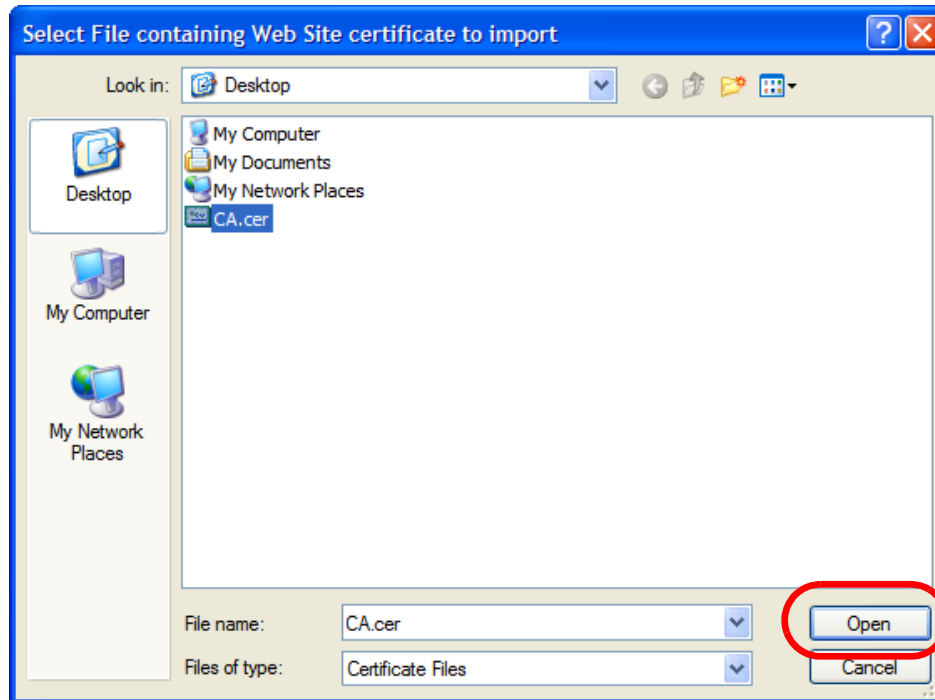 Select File containing Web Site certificate to import
Look in: Desktop
Desktop
My Computer
My Network
Places
My Computer
My Documents
My Network Places
CA.cer
File name: CA.cer Open
Files of type: Certificate Files Cancel